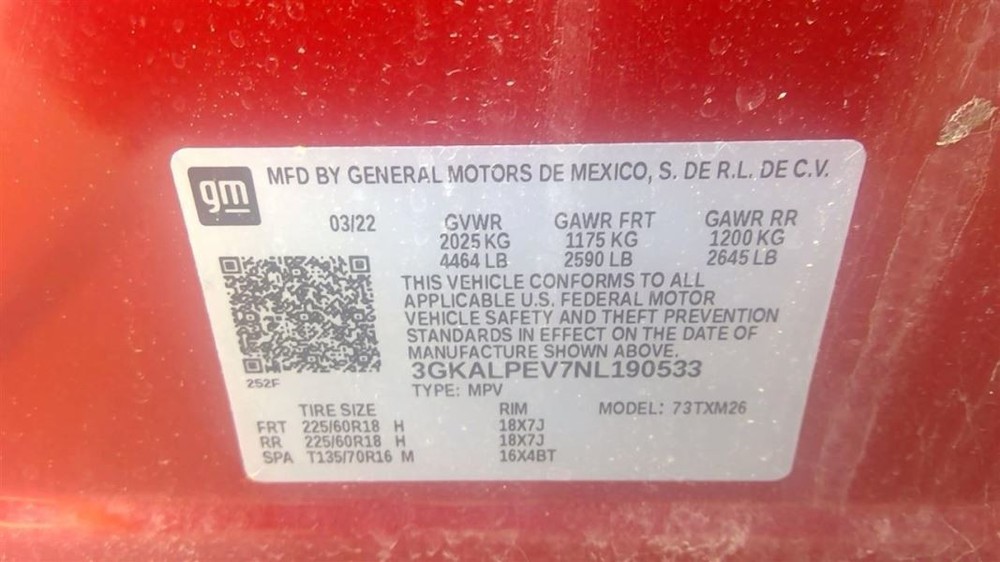 gm
MFD BY GENERAL MOTORS DE MEXICO, S. DE R.L. DE C.V.
03/22 GVWR GAWR FRT GAWR RR
2025 KG 1175 KG 1200 KG
4464 LB 2590 LB 2645 LB
THIS VEHICLE CONFORMS TO ALL
APPLICABLE U.S. FEDERAL MOTOR
VEHICLE SAFETY AND THEFT PREVENTION
STANDARDS IN EFFECT ON THE DATE OF
MANUFACTURE SHOWN ABOVE.
3GKALPEV7NL190533
252F
TYPE: MPV
TIRE SIZE RIM MODEL: 73TXM26
FRT 225/60R18 H 18X7J
RR 225/60R18 H 18X7J
SPA T135/70R16 M 16X4BT